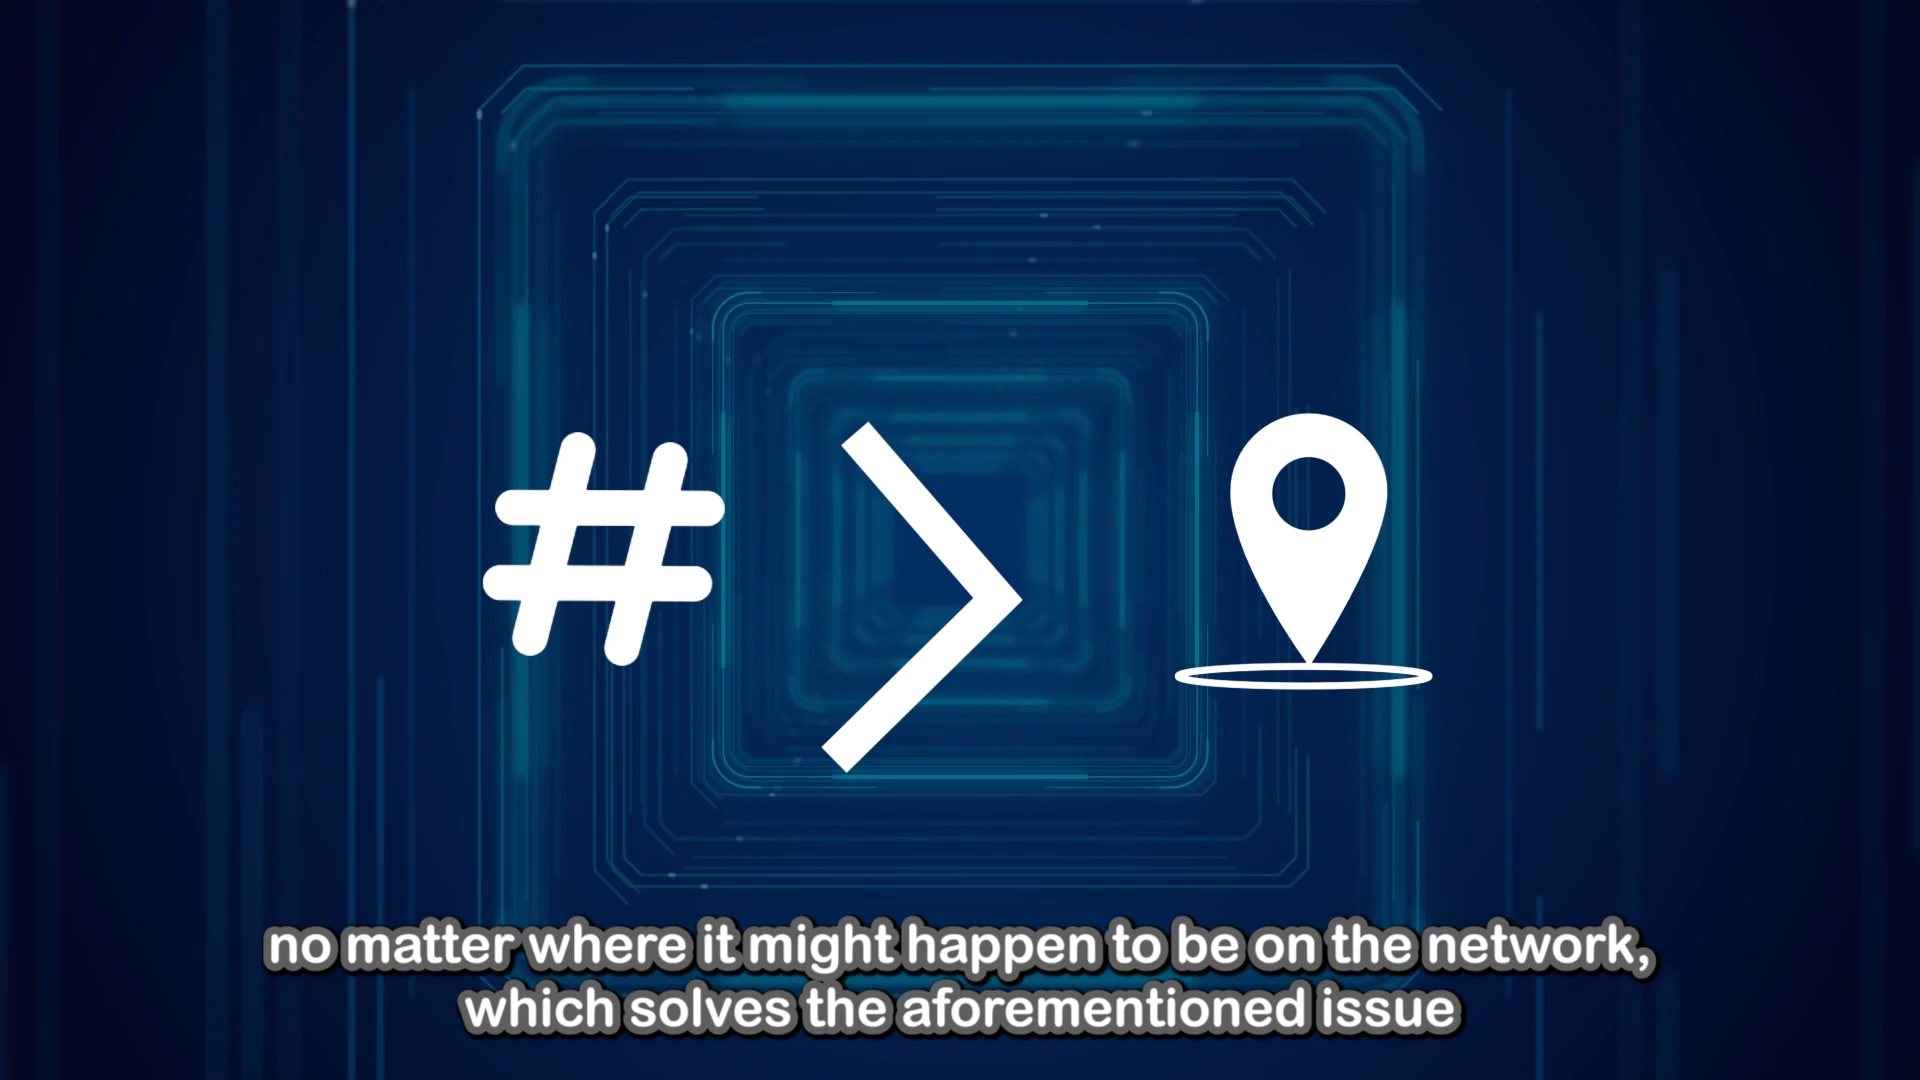 # >
no matter where it might happen to be on the network,
which solves the aforementioned issue